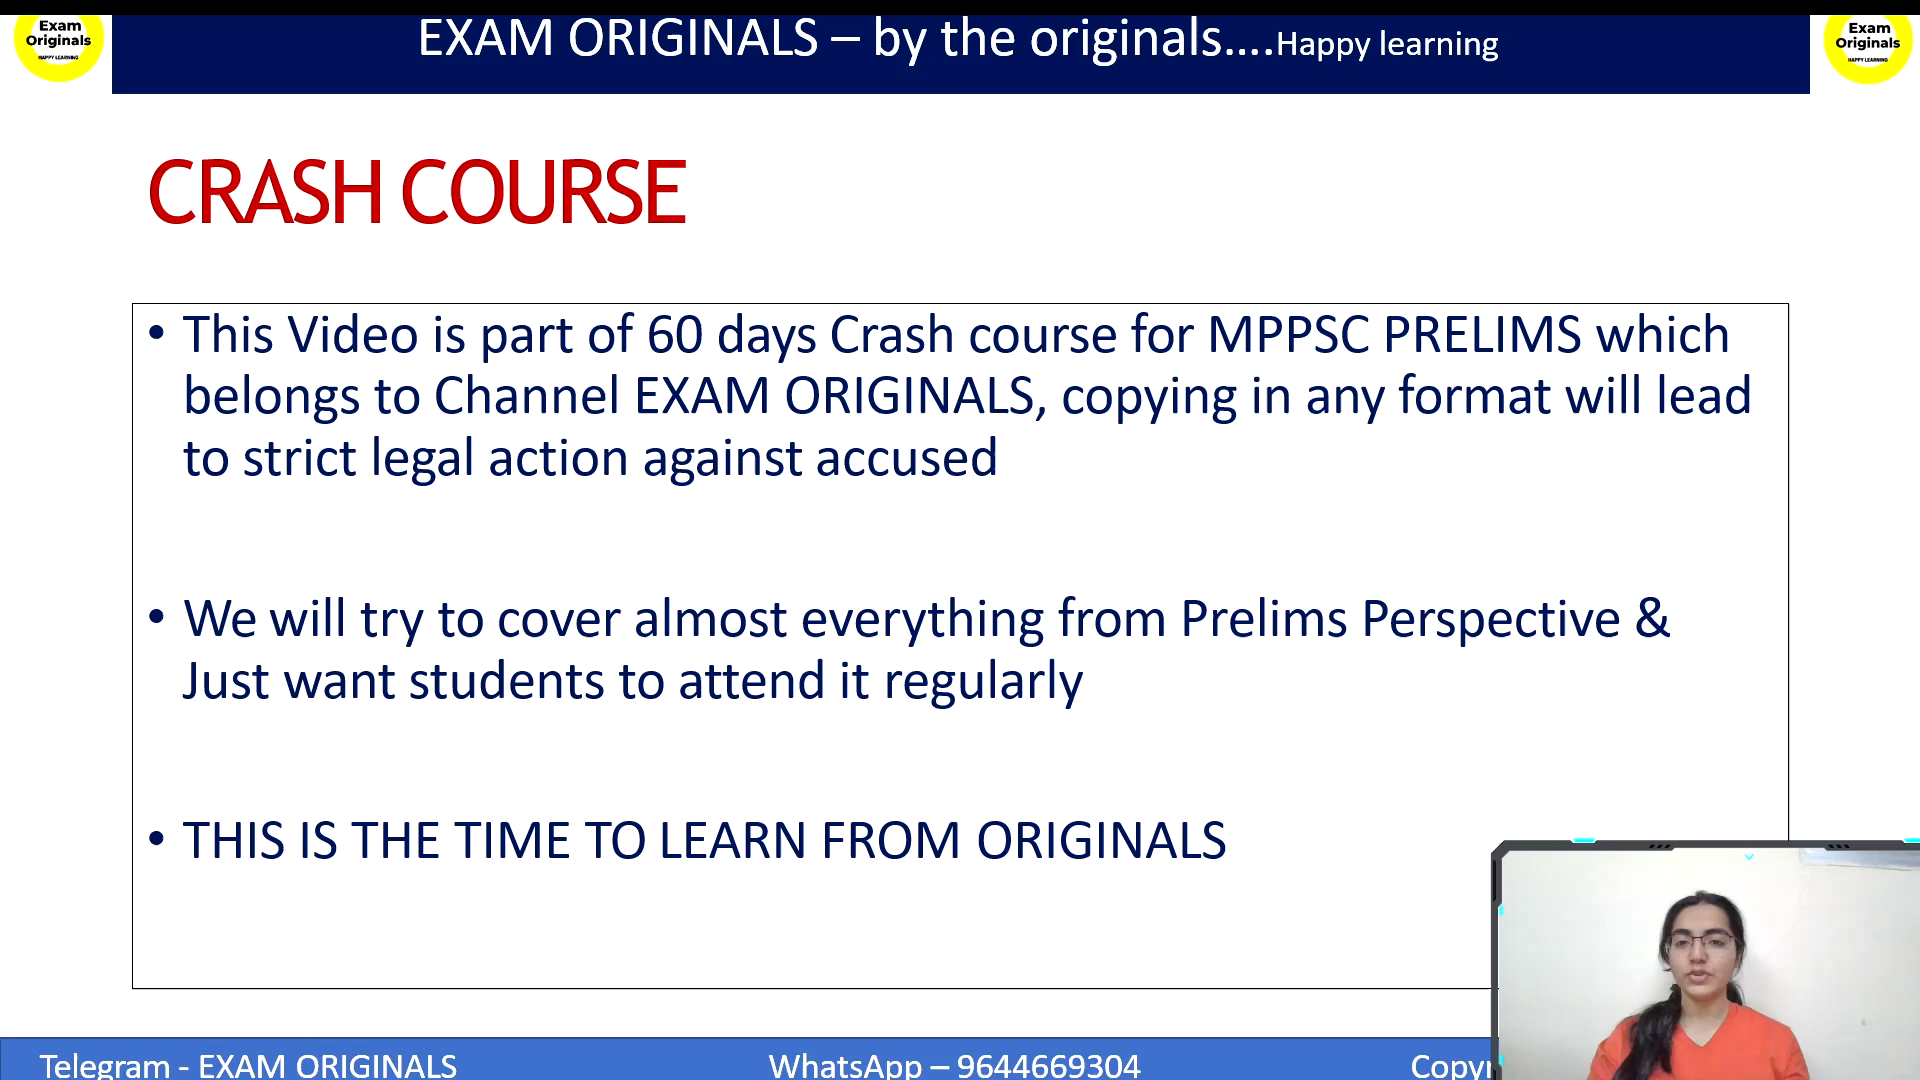 Exam
Originals
HAPPY LEARNING
EXAM ORIGINALS – by the originals....Happy learning
Exam
Originals
HAPPY LEARNING
CRASH COURSE
• This Video is part of 60 days Crash course for MPPSC PRELIMS which
belongs to Channel EXAM ORIGINALS, copying in any format will lead
to strict legal action against accused
• We will try to cover almost everything from Prelims Perspective &
Just want students to attend it regularly
• THIS IS THE TIME TO LEARN FROM ORIGINALS
Telegram - EXAM ORIGINALS
WhatsApp – 9644669304